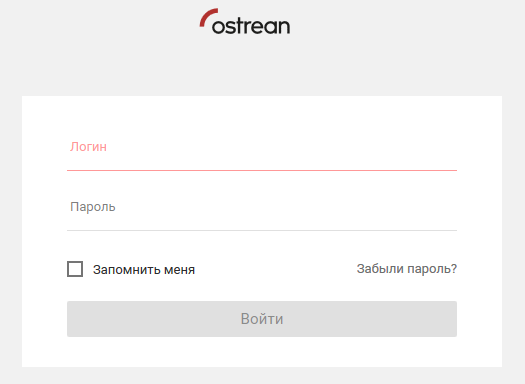 ostrean
Логин
Пароль
Запомнить меня
Забыли пароль?
Войти